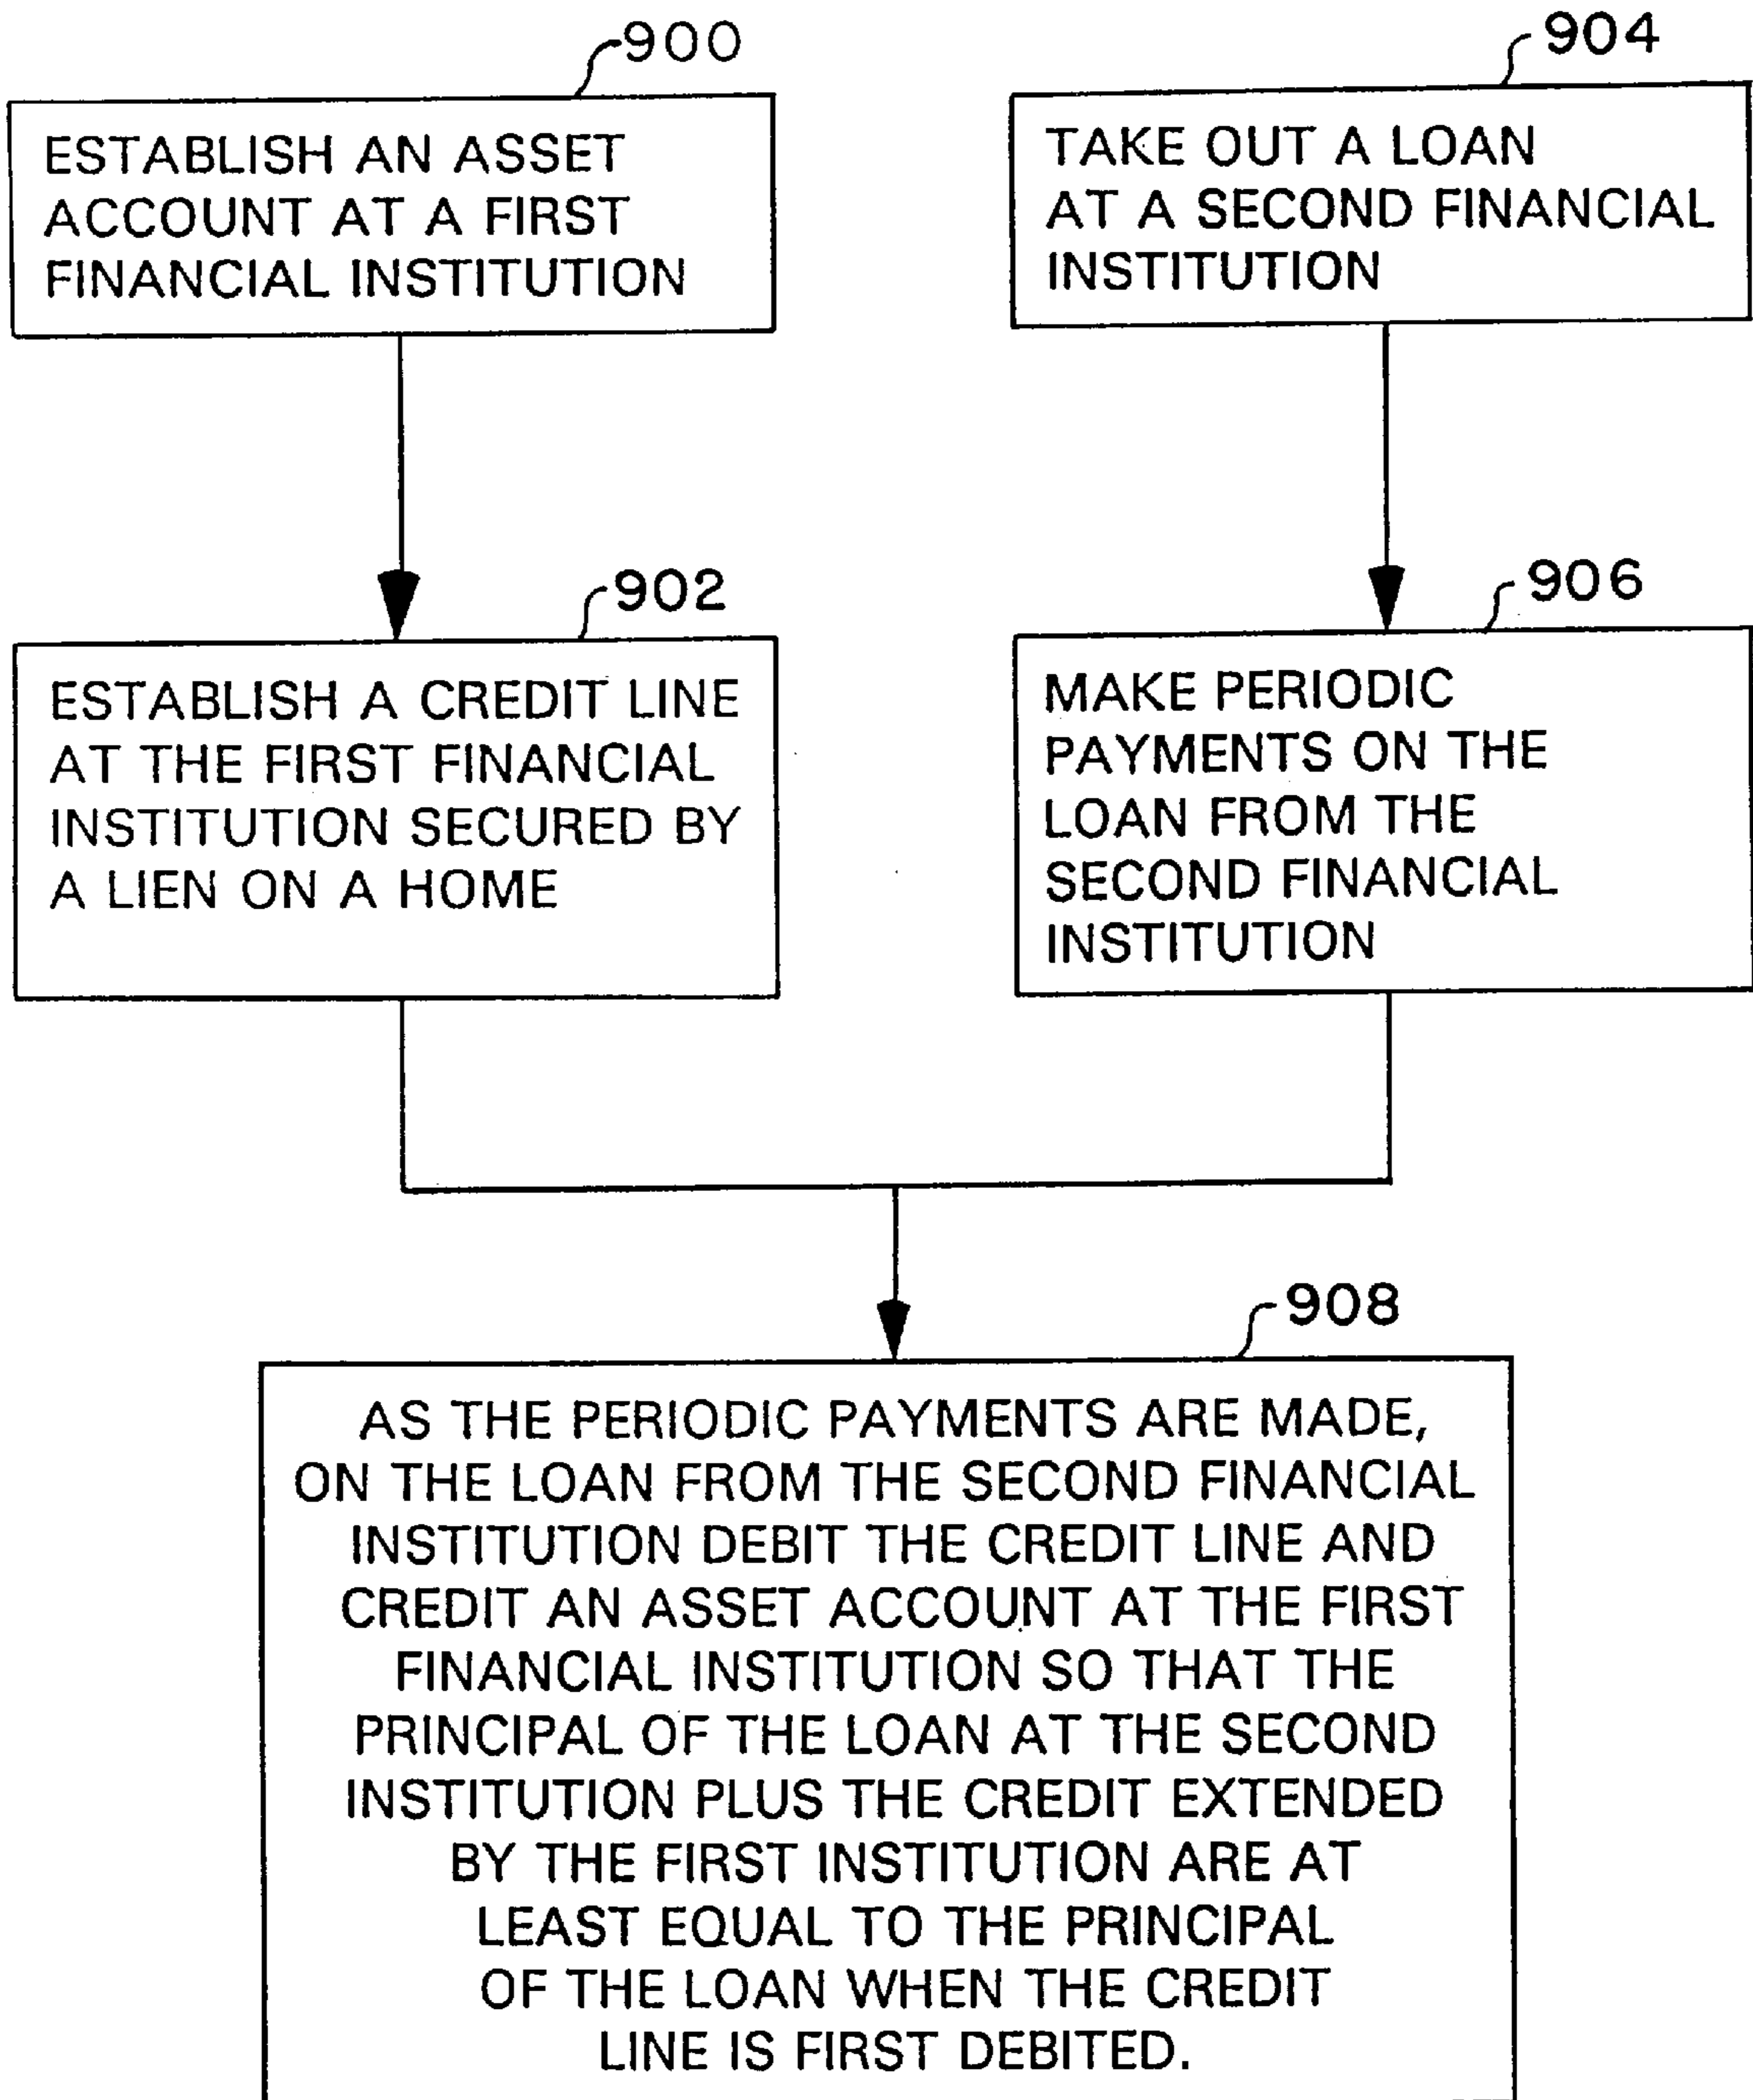 900
ESTABLISH AN ASSET
ACCOUNT AT A FIRST
FINANCIAL INSTITUTION
904
TAKE OUT A LOAN
AT A SECOND FINANCIAL
INSTITUTION
902
ESTABLISH A CREDIT LINE
AT THE FIRST FINANCIAL
INSTITUTION SECURED BY
A LIEN ON A HOME
906
MAKE PERIODIC
PAYMENTS ON THE
LOAN FROM THE
SECOND FINANCIAL
INSTITUTION
908
AS THE PERIODIC PAYMENTS ARE MADE,
ON THE LOAN FROM THE SECOND FINANCIAL
INSTITUTION DEBIT THE CREDIT LINE AND
CREDIT AN ASSET ACCOUNT AT THE FIRST
FINANCIAL INSTITUTION SO THAT THE
PRINCIPAL OF THE LOAN AT THE SECOND
INSTITUTION PLUS THE CREDIT EXTENDED
BY THE FIRST INSTITUTION ARE AT
LEAST EQUAL TO THE PRINCIPAL
OF THE LOAN WHEN THE CREDIT
LINE IS FIRST DEBITED.